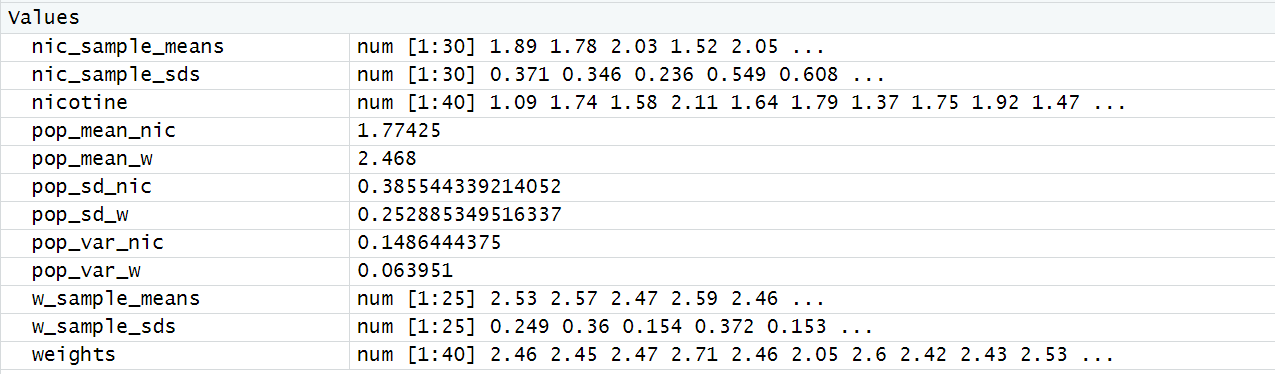 Values
nic_sample_means num [1:30] 1.89 1.78 2.03 1.52 2.05 ...
nic_sample_sds num [1:30] 0.371 0.346 0.236 0.549 0.608 ...
nicotine num [1:40] 1.09 1.74 1.58 2.11 1.64 1.79 1.37 1.75 1.92 1.47 ...
pop_mean_nic 1.77425
pop_mean_w 2.468
pop_sd_nic 0.385544339214052
pop_sd_w 0.252885349516337
pop_var_nic 0.1486444375
pop_var_w 0.063951
w_sample_means num [1:25] 2.53 2.57 2.47 2.59 2.46 ...
w_sample_sds num [1:25] 0.249 0.36 0.154 0.372 0.153 ...
weights num [1:40] 2.46 2.45 2.47 2.71 2.46 2.05 2.6 2.42 2.43 2.53 ...